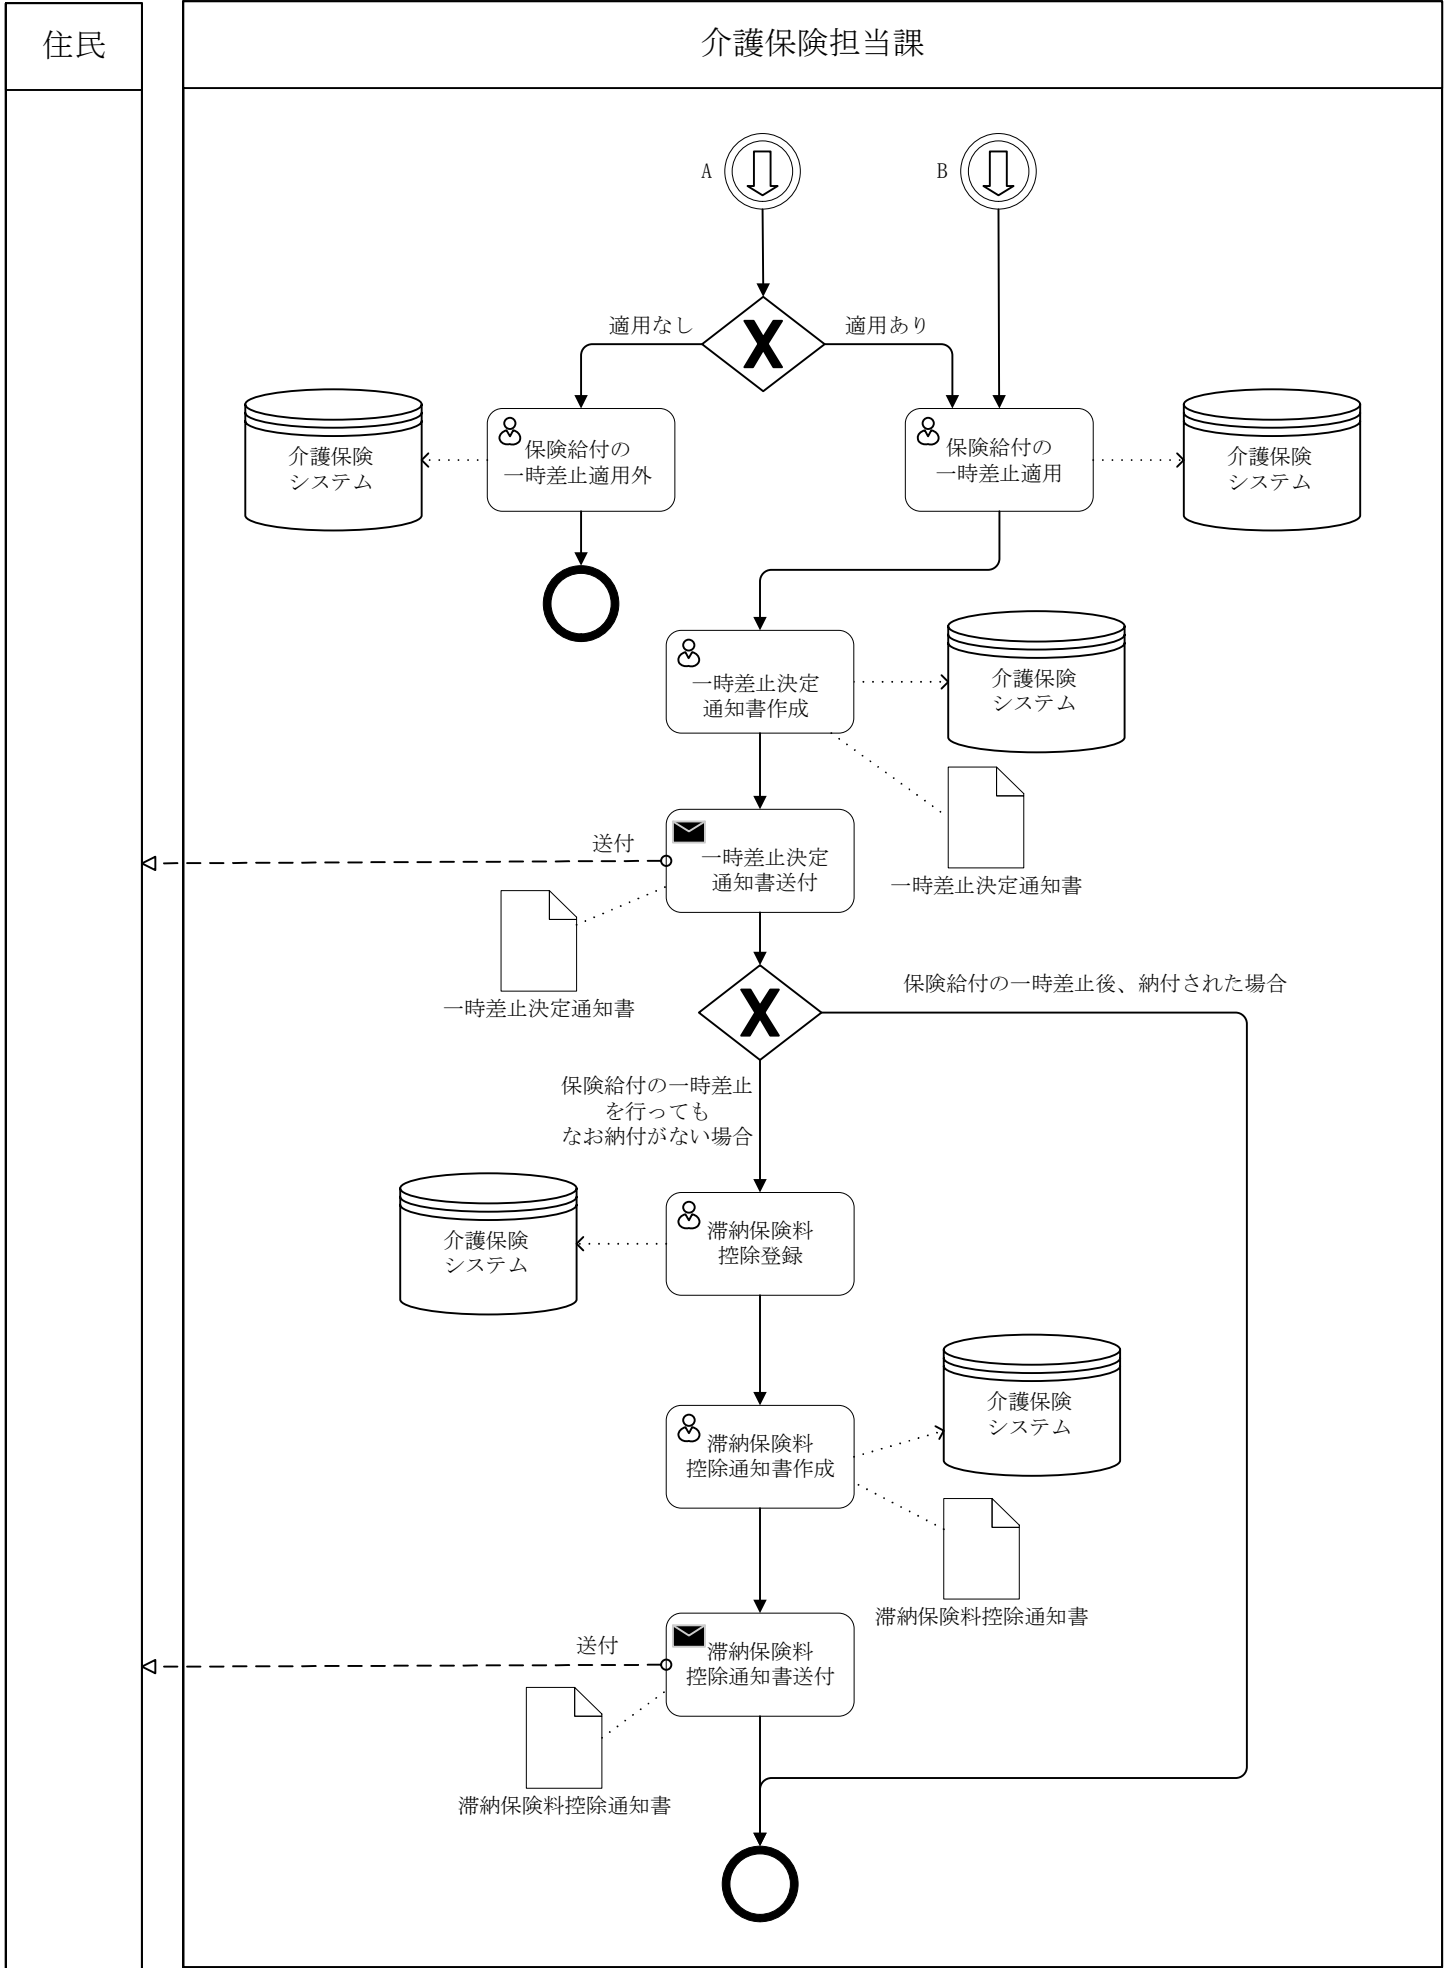 住民
介護保険担当課
A
B
適用なし
適用あり
介護保険
システム
保険給付の
一時差止適用外
保険給付の
一時差止適用
介護保険
システム
一時差止決定
通知書作成
介護保険
システム
送付
一時差止決定
通知書送付
一時差止決定通知書
一時差止決定通知書
保険給付の一時差止後、納付された場合
保険給付の一時差止
を行っても
なお納付がない場合
介護保険
システム
滞納保険料
控除登録
滞納保険料
控除通知書作成
介護保険
システム
滞納保険料控除通知書
送付
滞納保険料
控除通知書送付
滞納保険料控除通知書